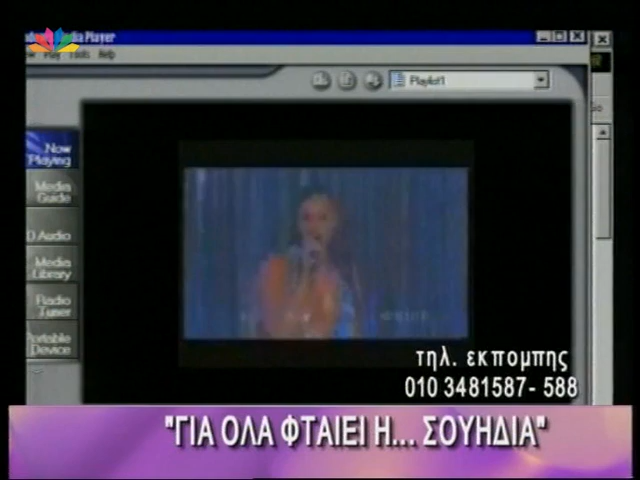 Media Player
Play Tools Help
Playlist1
Now
Playing
Media
Guide
Audio
Media
Library
Radio
Tuner
Portable
Device
τηλ. εκπομπης
010 3481587- 588
"ΓΙΑ ΟΛΑ ΦΤΑΙΕΙ Η... ΣΟΥΗΔΙΑ"